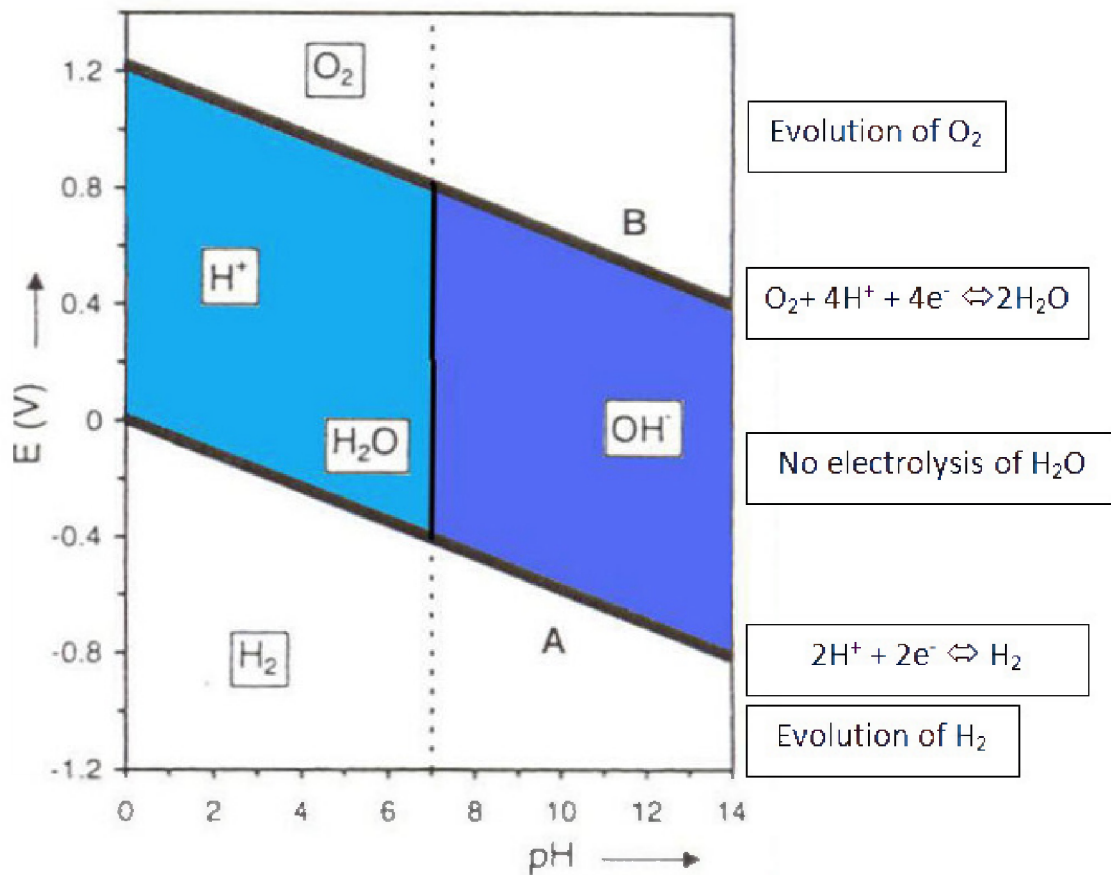 1.2
0.8
0.4
0
-0.4
-0.8
-1.2
E (V)
O₂
H⁺
H₂O
OH⁻
H₂
B
A
0 2 4 6 8 10 12 14
pH
Evolution of O₂
O₂+ 4H⁺ + 4e⁻ ⇔2H₂O
No electrolysis of H₂O
2H⁺ + 2e⁻ ⇔ H₂
Evolution of H₂